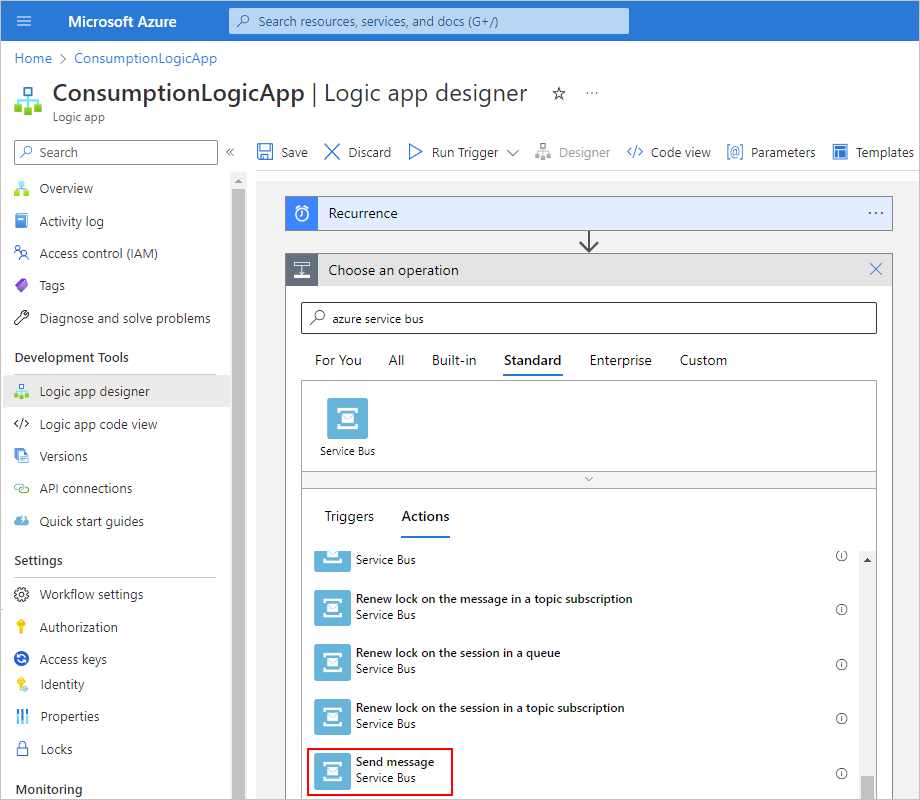 Microsoft Azure
Search resources, services, and docs (G+/)
Home > ConsumptionLogicApp
ConsumptionLogicApp | Logic app designer
Logic app
Search
Save
Discard
Run Trigger
Designer
Code view
Parameters
Templates
Overview
Activity log
Access control (IAM)
Tags
Diagnose and solve problems
Development Tools
Logic app designer
Logic app code view
Versions
API connections
Quick start guides
Settings
Workflow settings
Authorization
Access keys
Identity
Properties
Locks
Monitoring
Recurrence
Choose an operation
azure service bus
For You
All
Built-in
Standard
Enterprise
Custom
Service Bus
Triggers
Actions
Service Bus
Renew lock on the message in a topic subscription
Service Bus
Renew lock on the session in a queue
Service Bus
Renew lock on the session in a topic subscription
Service Bus
Send message
Service Bus